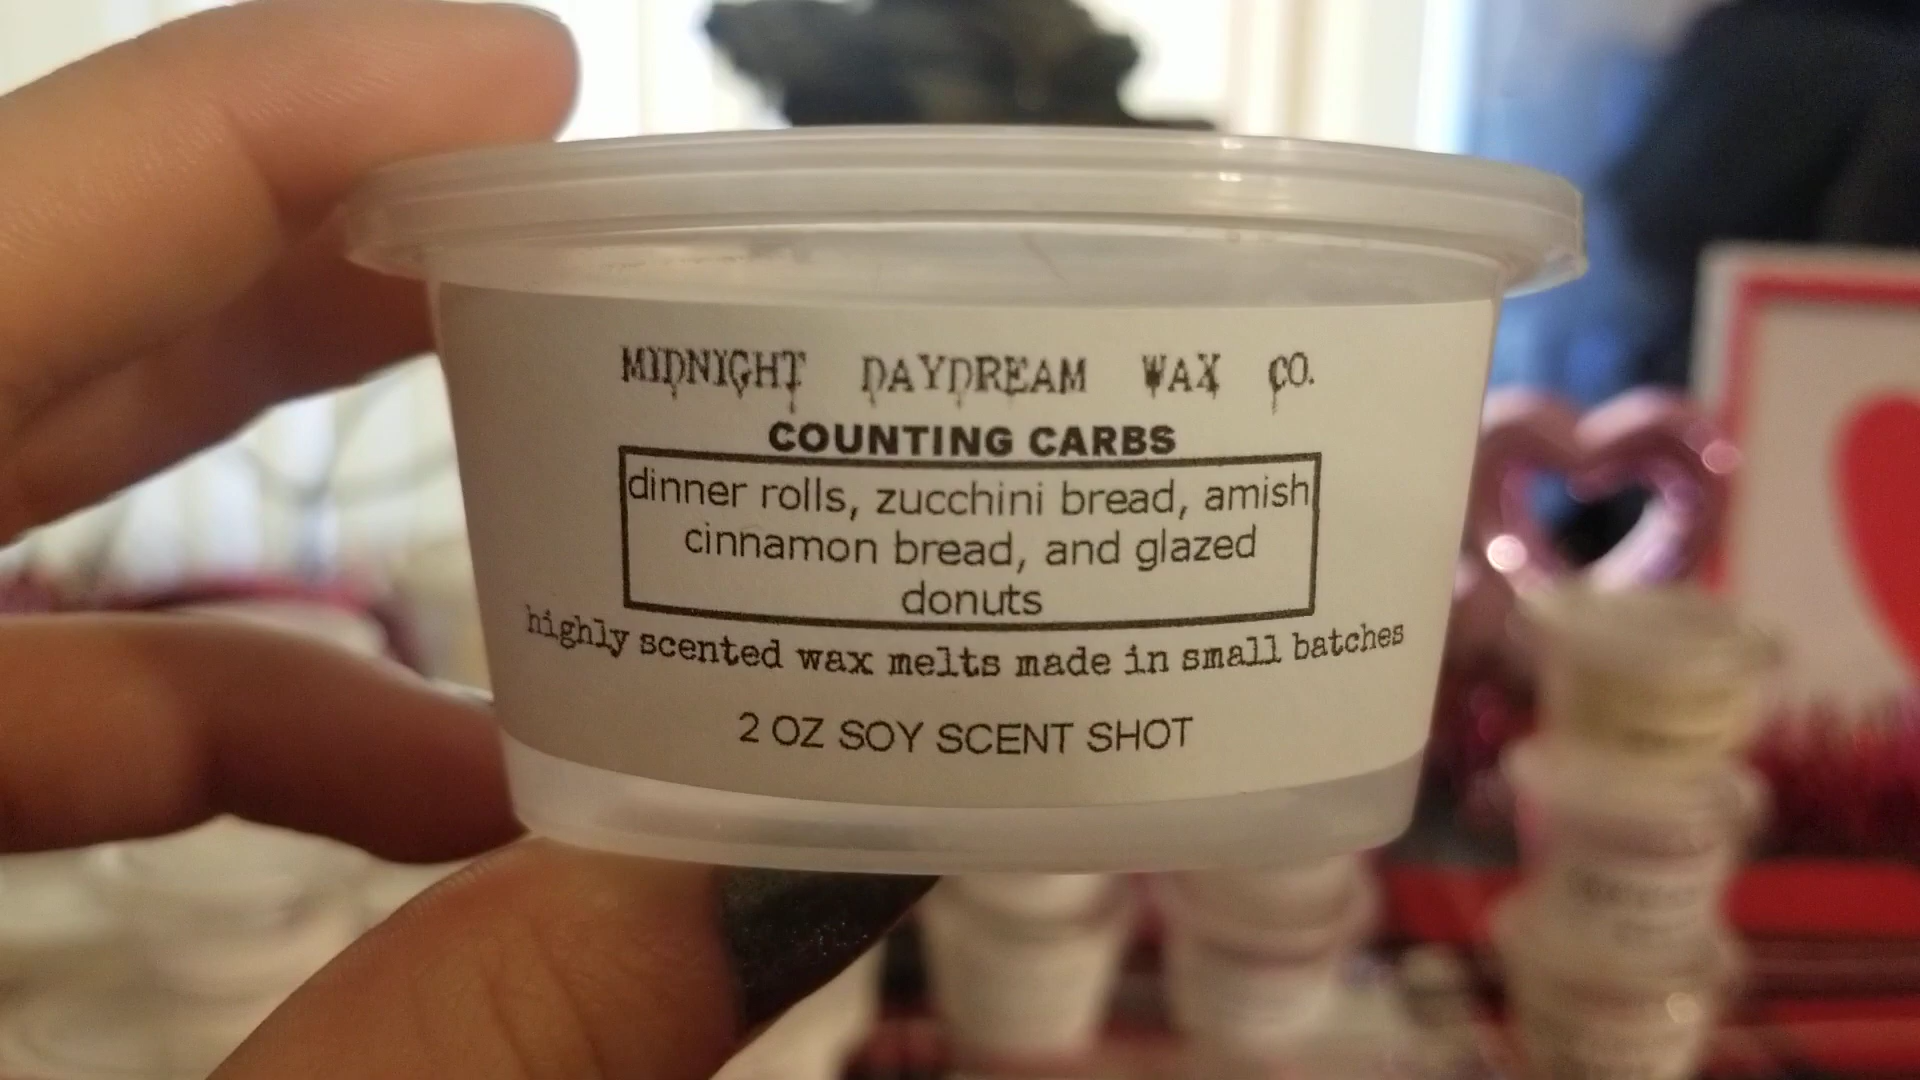 MIDNIGHT DAYDREAM WAX CO.
COUNTING CARBS
dinner rolls, zucchini bread, amish
cinnamon bread, and glazed
donuts
highly scented wax melts made in small batches
2 OZ SOY SCENT SHOT